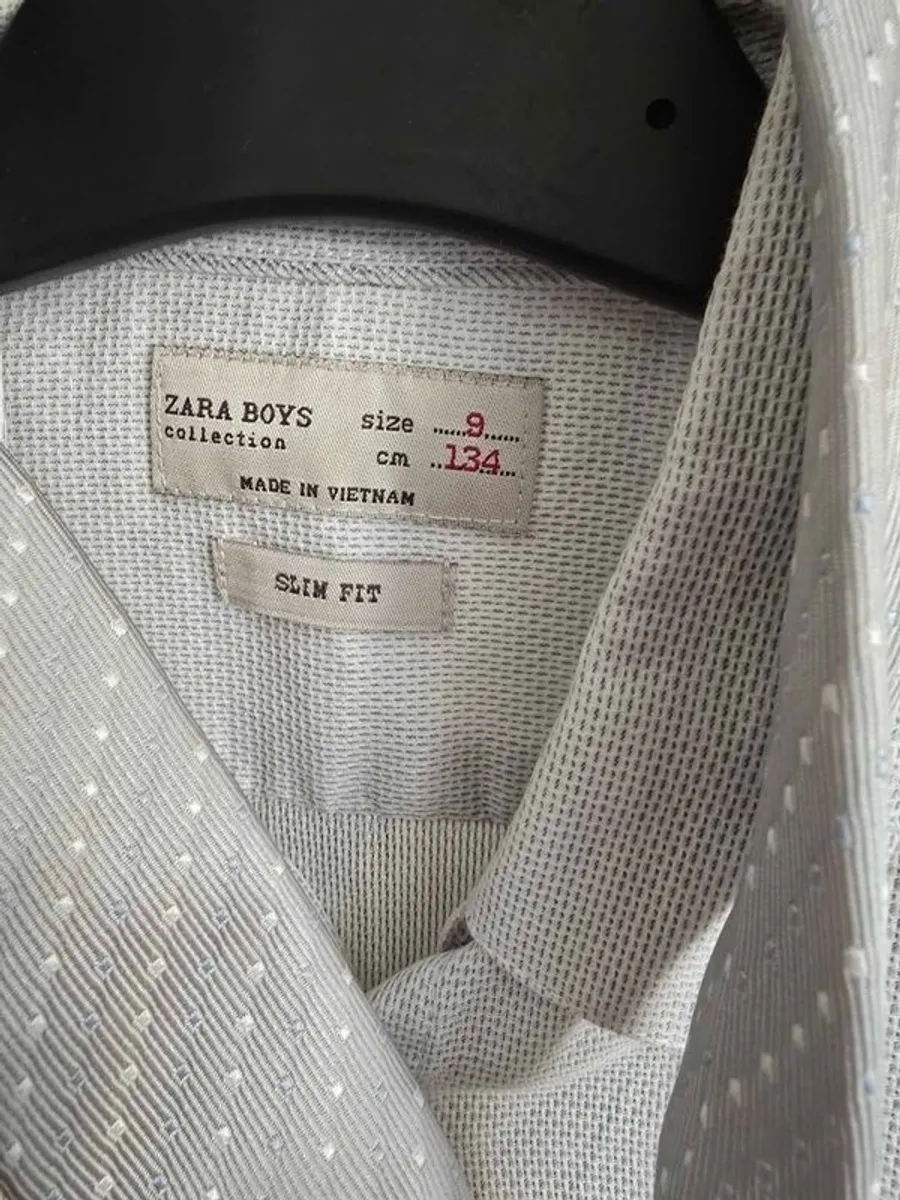 ZARA BOYS size ......9......
collection cm ..134...
MADE IN VIETNAM
SLIM FIT